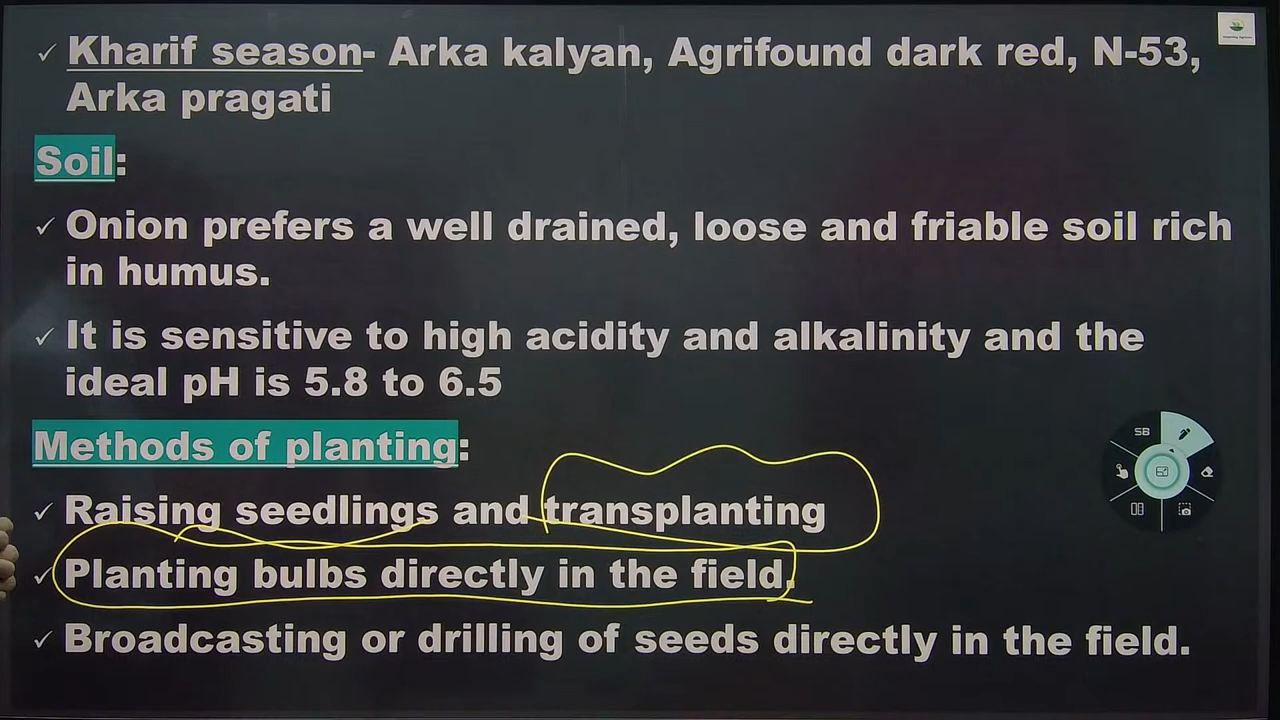 ✓ Kharif season- Arka kalyan, Agrifound dark red, N-53,
Arka pragati
Soil:
✓ Onion prefers a well drained, loose and friable soil rich
in humus.
✓ It is sensitive to high acidity and alkalinity and the
ideal pH is 5.8 to 6.5
Methods of planting:
✓ Raising seedlings and transplanting
✓ Planting bulbs directly in the field.
✓ Broadcasting or drilling of seeds directly in the field.
SB